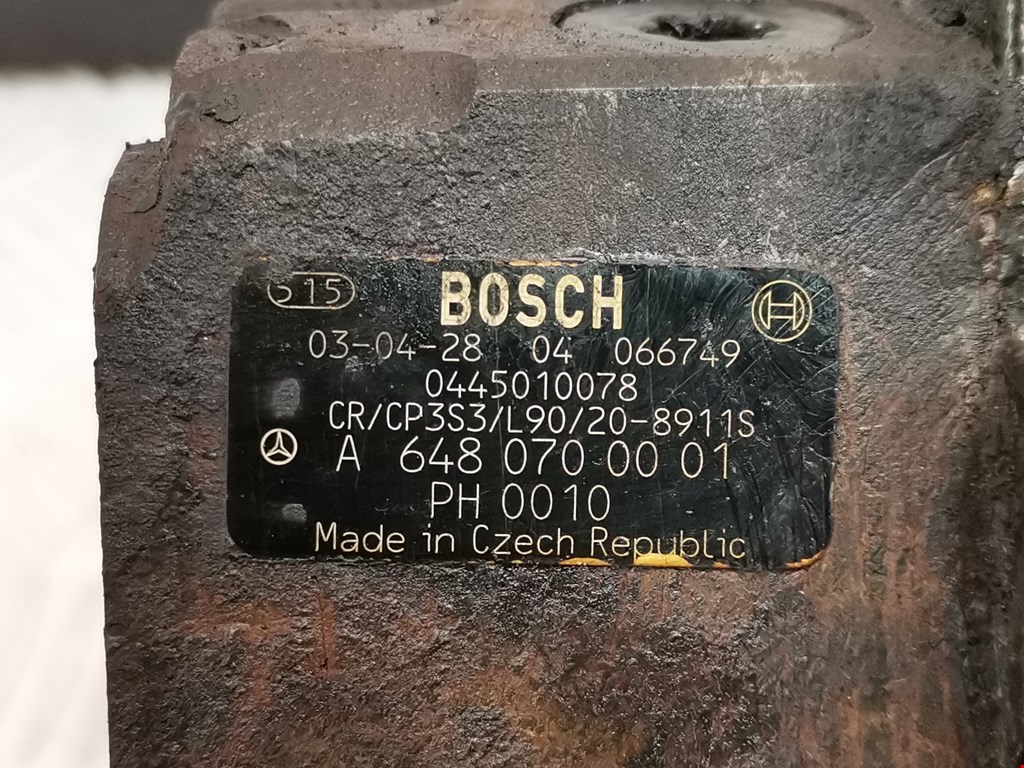 15
BOSCH
03-04-28 04 066749
0445010078
CR/CP3S3/L90/20-8911S
A 648 070 00 01
PH 0010
Made in Czech Republic